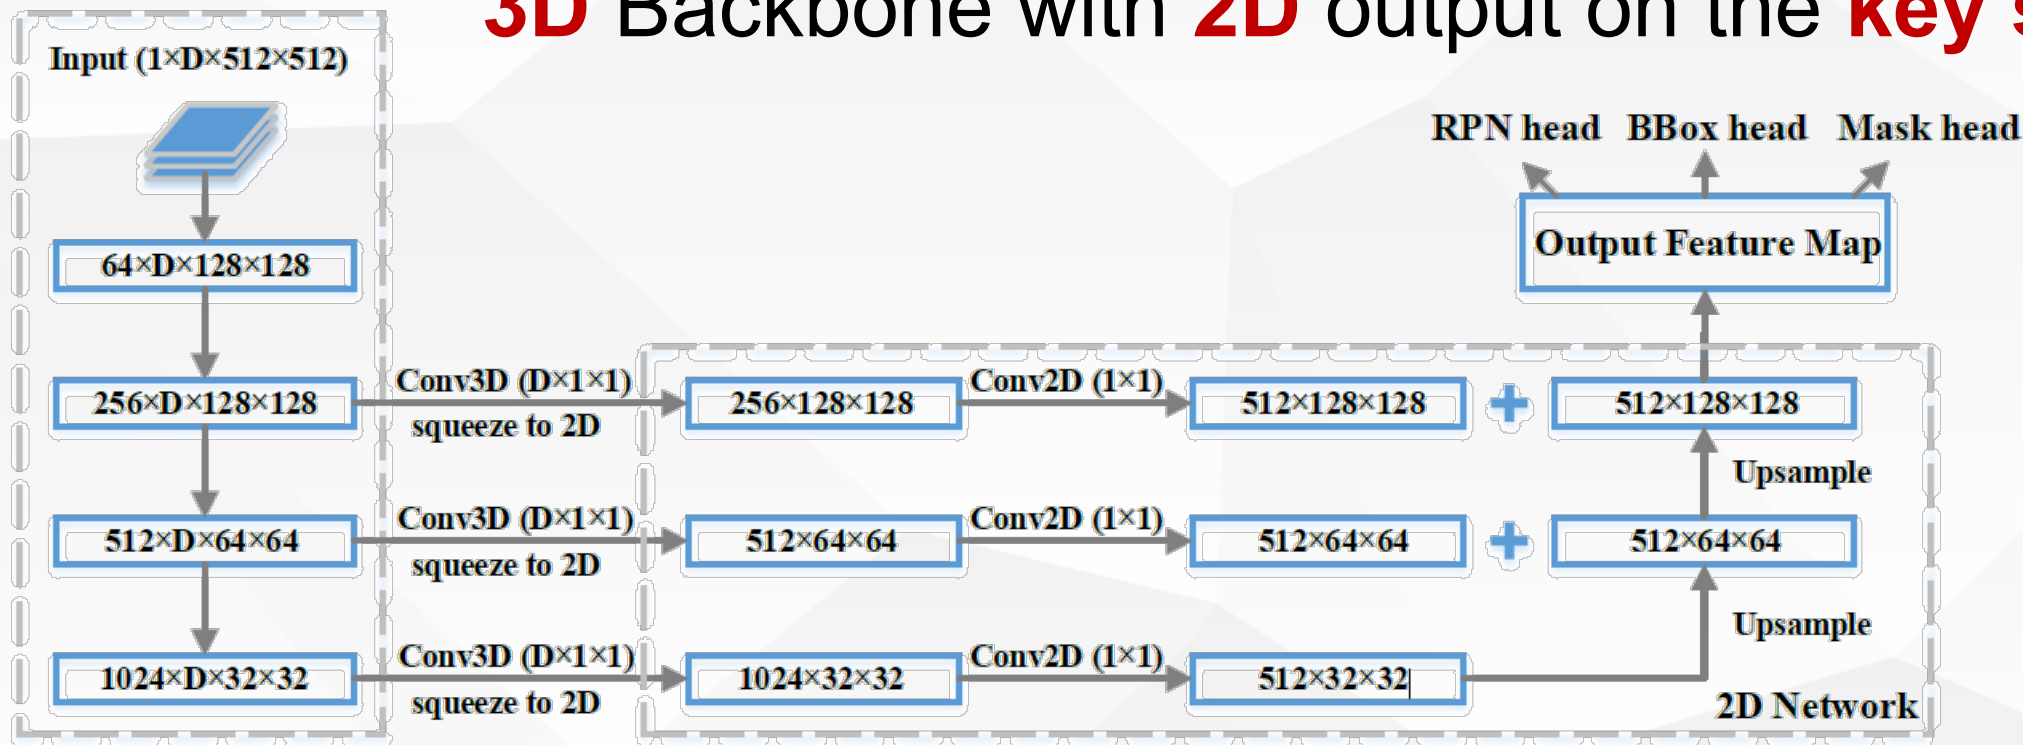 3D Backbone with 2D output on the key
Input (1×D×512×512)
64×D×128×128
256×D×128×128
512×D×64×64
1024×D×32×32
Conv3D (D×1×1)
squeeze to 2D
Conv3D (D×1×1)
squeeze to 2D
Conv3D (D×1×1)
squeeze to 2D
256×128×128
512×64×64
1024×32×32
Conv2D (1×1)
Conv2D (1×1)
Conv2D (1×1)
512×128×128
512×64×64
512×32×32
+
+
RPN head BBox head Mask head
Output Feature Map
512×128×128
Upsample
512×64×64
Upsample
2D Network